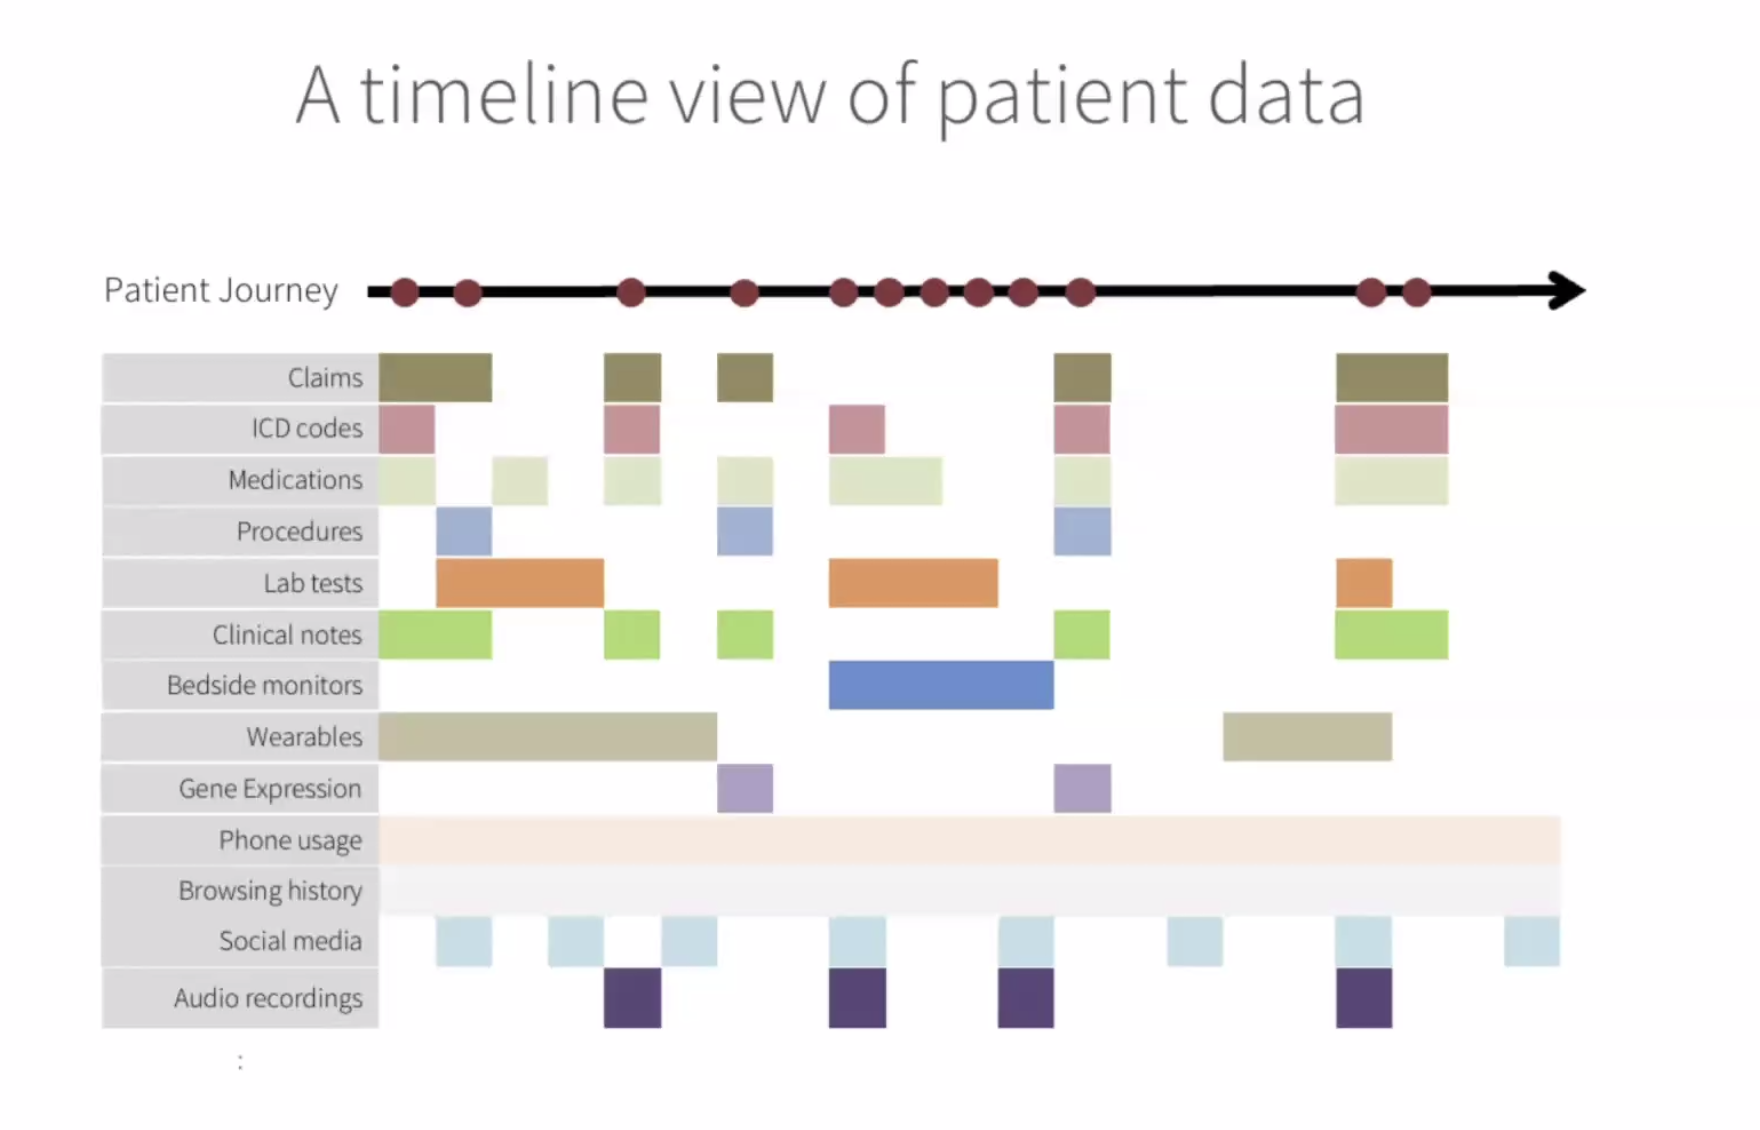 A timeline view of patient data
Patient Journey
Claims
ICD codes
Medications
Procedures
Lab tests
Clinical notes
Bedside monitors
Wearables
Gene Expression
Phone usage
Browsing history
Social media
Audio recordings
: